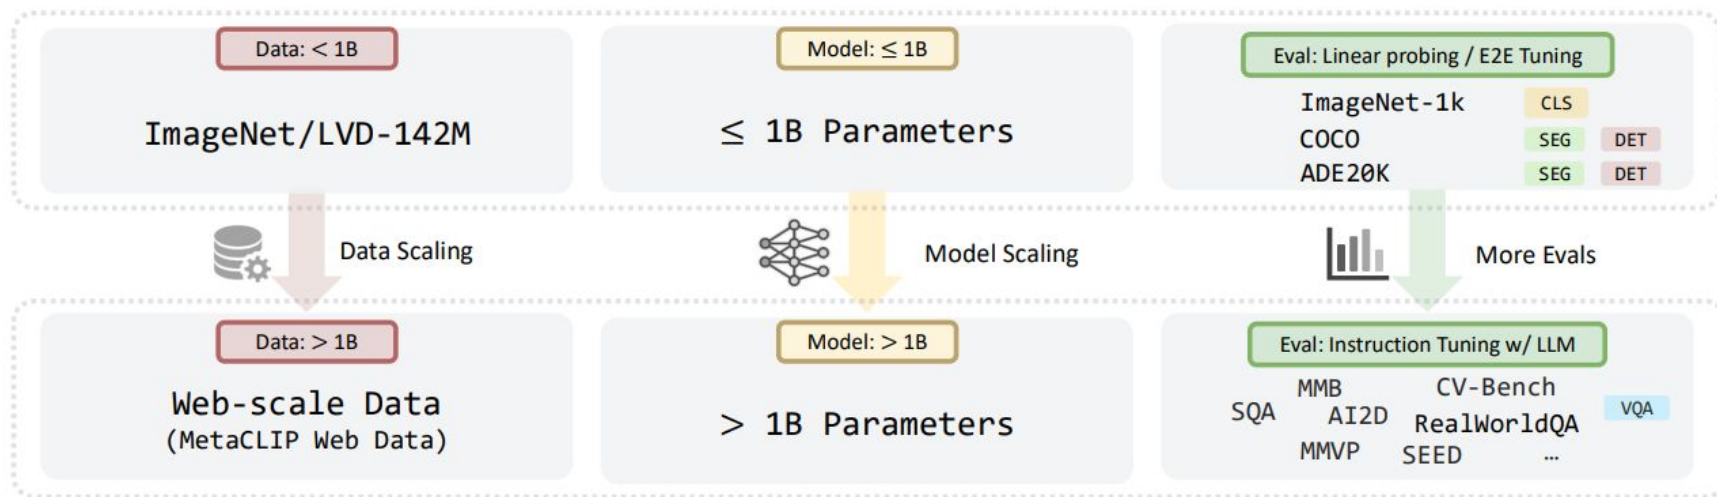 Data: < 1B
ImageNet/LVD-142M
Model: ≤ 1B
≤ 1B Parameters
Eval: Linear probing / E2E Tuning
ImageNet-1k CLS
COCO SEG DET
ADE20K SEG DET
Data Scaling
Model Scaling
More Evals
Data: > 1B
Web-scale Data
(MetaCLIP Web Data)
Model: > 1B
> 1B Parameters
Eval: Instruction Tuning w/ LLM
MMB CV-Bench
SQA AI2D RealWorldQA VQA
MMVP SEED …